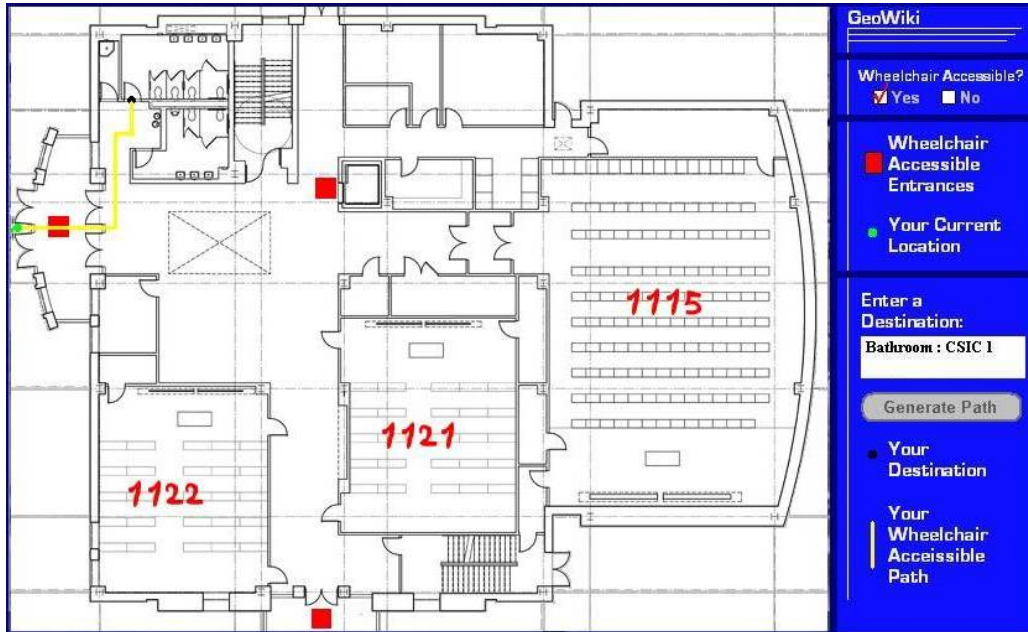 1115
1121
1122
GeoWiki
Wheelchair Accessible?
Yes No
Wheelchair
Accessible
Entrances
Your Current
Location
Enter a
Destination:
Bathroom : CSIC 1
Generate Path
Your
Destination
Your
Wheelchair
Acceissible
Path